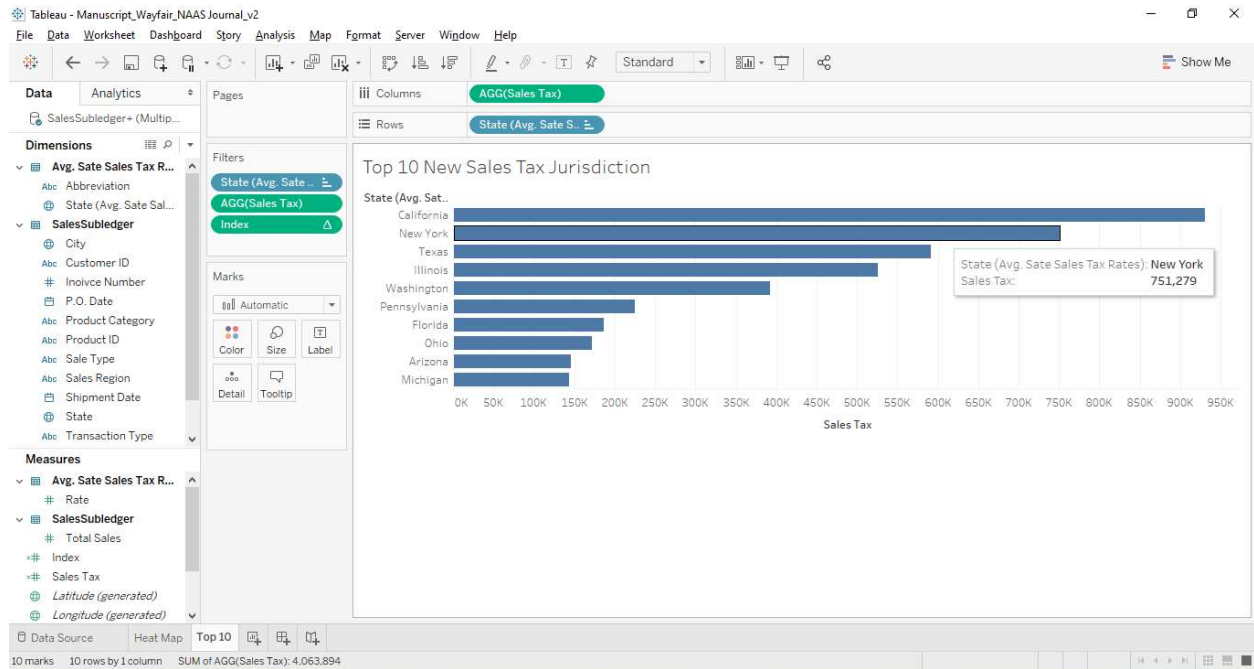 Tableau - Manuscript_Wayfair_NAAS Journal_v2
File Data Worksheet Dashboard Story Analysis Map Format Server Window Help
Standard
Show Me
Data Analytics
SalesSubledger+ (Multip...
Dimensions
Avg. Sate Sales Tax R...
Abc Abbreviation
State (Avg. Sate Sal...
SalesSubledger
City
Abc Customer ID
# Inoivce Number
P.O. Date
Abc Product Category
Abc Product ID
Abc Sale Type
Abc Sales Region
Shipment Date
State
Abc Transaction Type
Measures
Avg. Sate Sales Tax R...
# Rate
SalesSubledger
# Total Sales
=# Index
=# Sales Tax
Latitude (generated)
Longitude (generated)
Pages
Filters
State (Avg. Sate ..
AGG(Sales Tax)
Index Δ
Marks
Automatic
Color Size Label
Detail Tooltip
Columns AGG(Sales Tax)
Rows State (Avg. Sate S..
Top 10 New Sales Tax Jurisdiction
State (Avg. Sat..
California
New York
Texas
Illinois
Washington
Pennsylvania
Florida
Ohio
Arizona
Michigan
State (Avg. Sate Sales Tax Rates): New York
Sales Tax: 751,279
0K 50K 100K 150K 200K 250K 300K 350K 400K 450K 500K 550K 600K 650K 700K 750K 800K 850K 900K 950K
Sales Tax
Data Source Heat Map Top 10
10 marks 10 rows by 1 column SUM of AGG(Sales Tax): 4,063,894